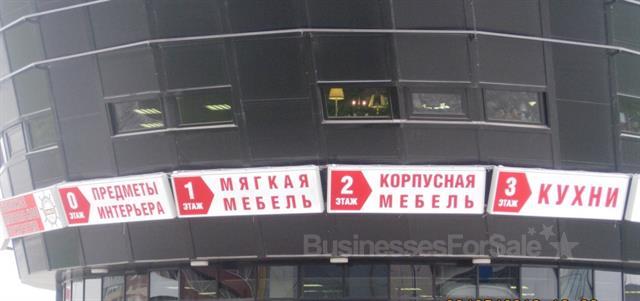 0
ЭТАЖ
ПРЕДМЕТЫ
ИНТЕРЬЕРА
1
ЭТАЖ
МЯГКАЯ
МЕБЕЛЬ
2
ЭТАЖ
КОРПУСНАЯ
МЕБЕЛЬ
3
ЭТАЖ
КУХНИ
BusinessesForSale